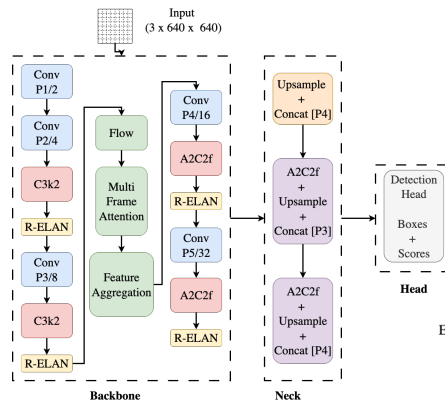 Input
(3 x 640 x 640)
Conv
P1/2
Conv
P2/4
C3k2
R-ELAN
Conv
P3/8
C3k2
R-ELAN
Flow
Multi
Frame
Attention
Feature
Aggregation
Conv
P4/16
A2C2f
R-ELAN
Conv
P5/32
A2C2f
R-ELAN
Backbone
Upsample
+
Concat [P4]
A2C2f
+
Upsample
+
Concat [P3]
A2C2f
+
Upsample
+
Concat [P4]
Neck
Detection
Head
Boxes
+
Scores
Head
E